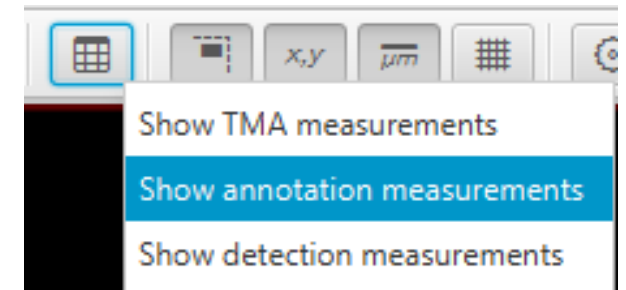 x,y μm
Show TMA measurements
Show annotation measurements
Show detection measurements